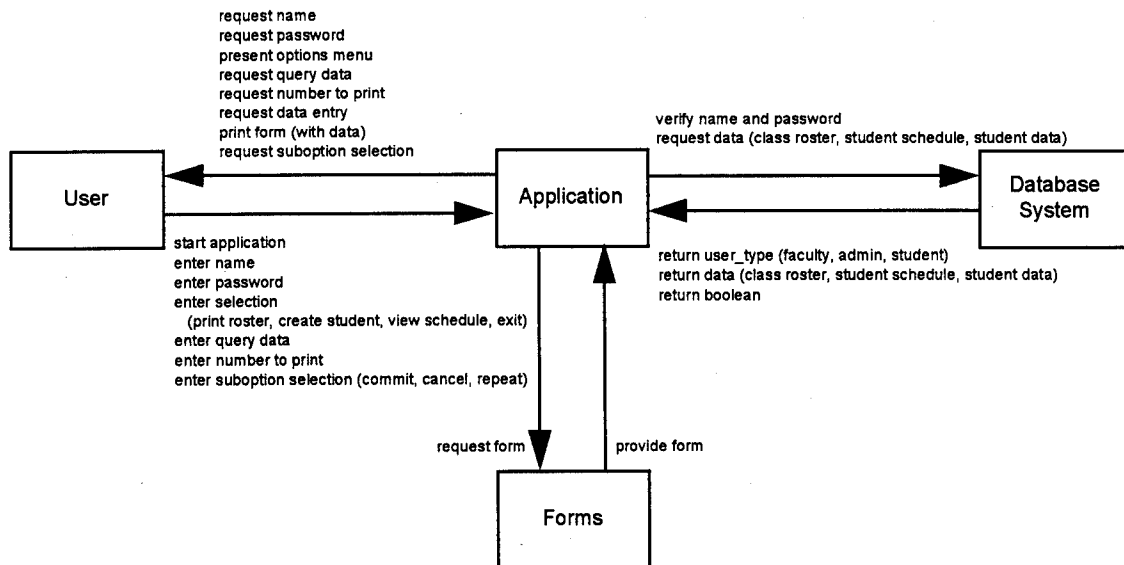 request name
request password
present options menu
request query data
request number to print
request data entry
print form (with data)
request suboption selection
verify name and password
request data (class roster, student schedule, student data)
User
Application
Database
System
start application
enter name
enter password
enter selection
(print roster, create student, view schedule, exit)
enter query data
enter number to print
enter suboption selection (commit, cancel, repeat)
return user_type (faculty, admin, student)
return data (class roster, student schedule, student data)
return boolean
request form
provide form
Forms